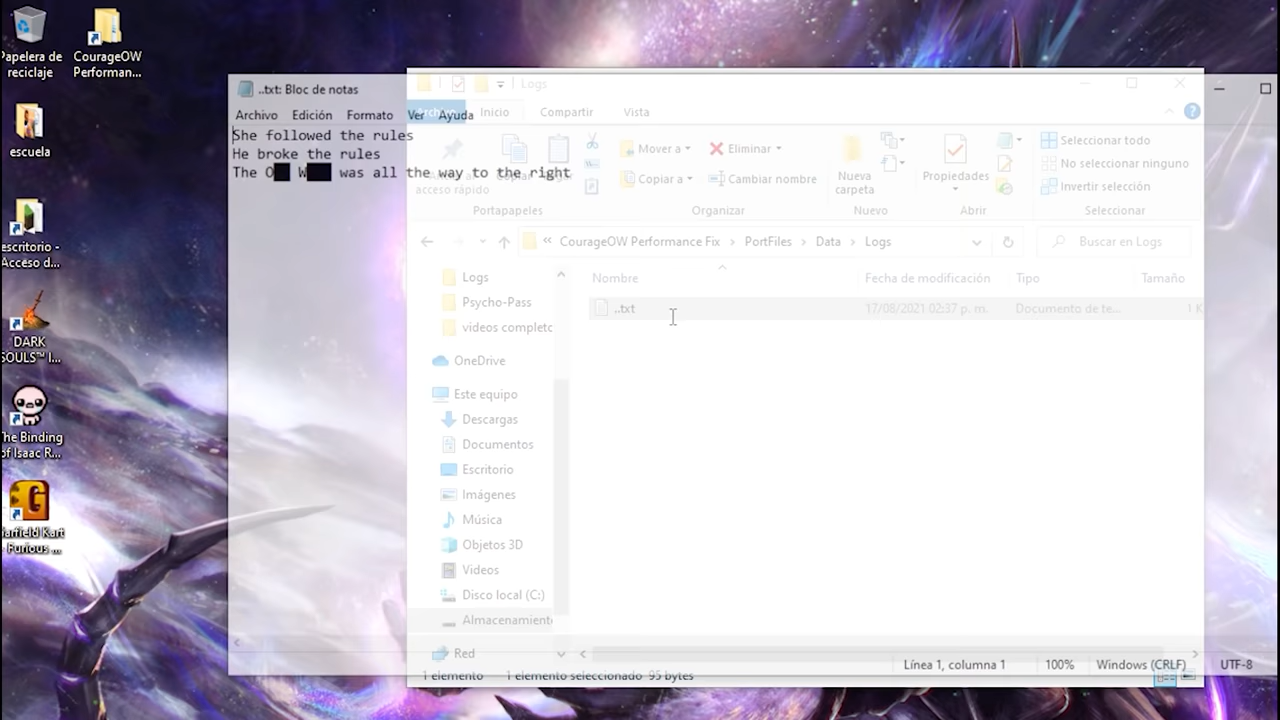 Papelera de
reciclaje
CourageOW
Performan...
escuela
escritorio -
Acceso d...
DARK
SOULS™ I...
The Binding
of Isaac R...
Garfield Kart
Furious ...
..txt: Bloc de notas
Archivo Edición Formato Ver Ayuda
She followed the rules
He broke the rules
The O W was all the way to the right
Logs
Archivo Inicio Compartir Vista
acceso rápido
Mover a
Copiar a
Eliminar
Cambiar nombre
Nueva
carpeta
Propiedades
Seleccionar todo
No seleccionar ninguno
Invertir selección
Portapapeles Organizar Nuevo Abrir Seleccionar
« CourageOW Performance Fix > PortFiles > Data > Logs
Buscar en Logs
Nombre Fecha de modificación Tipo Tamaño
..txt 17/08/2021 02:37 p. m. Documento de te... 1 K
Logs
Psycho-Pass
videos completo
OneDrive
Este equipo
Descargas
Documentos
Escritorio
Imágenes
Música
Objetos 3D
Videos
Disco local (C:)
Almacenamiento
Red
1 elemento 1 elemento seleccionado 95 bytes
Línea 1, columna 1 100% Windows (CRLF) UTF-8